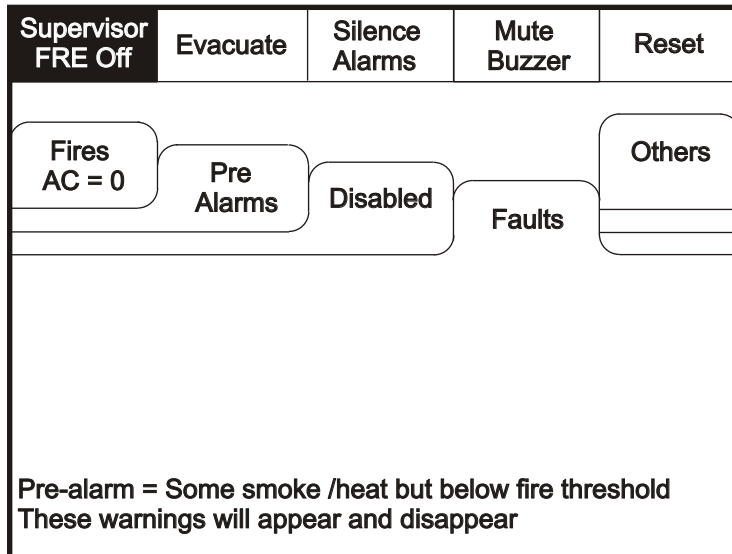 Supervisor
FRE Off
Evacuate
Silence
Alarms
Mute
Buzzer
Reset
Fires
AC = 0
Pre
Alarms
Disabled
Faults
Others
Pre-alarm = Some smoke /heat but below fire threshold
These warnings will appear and disappear